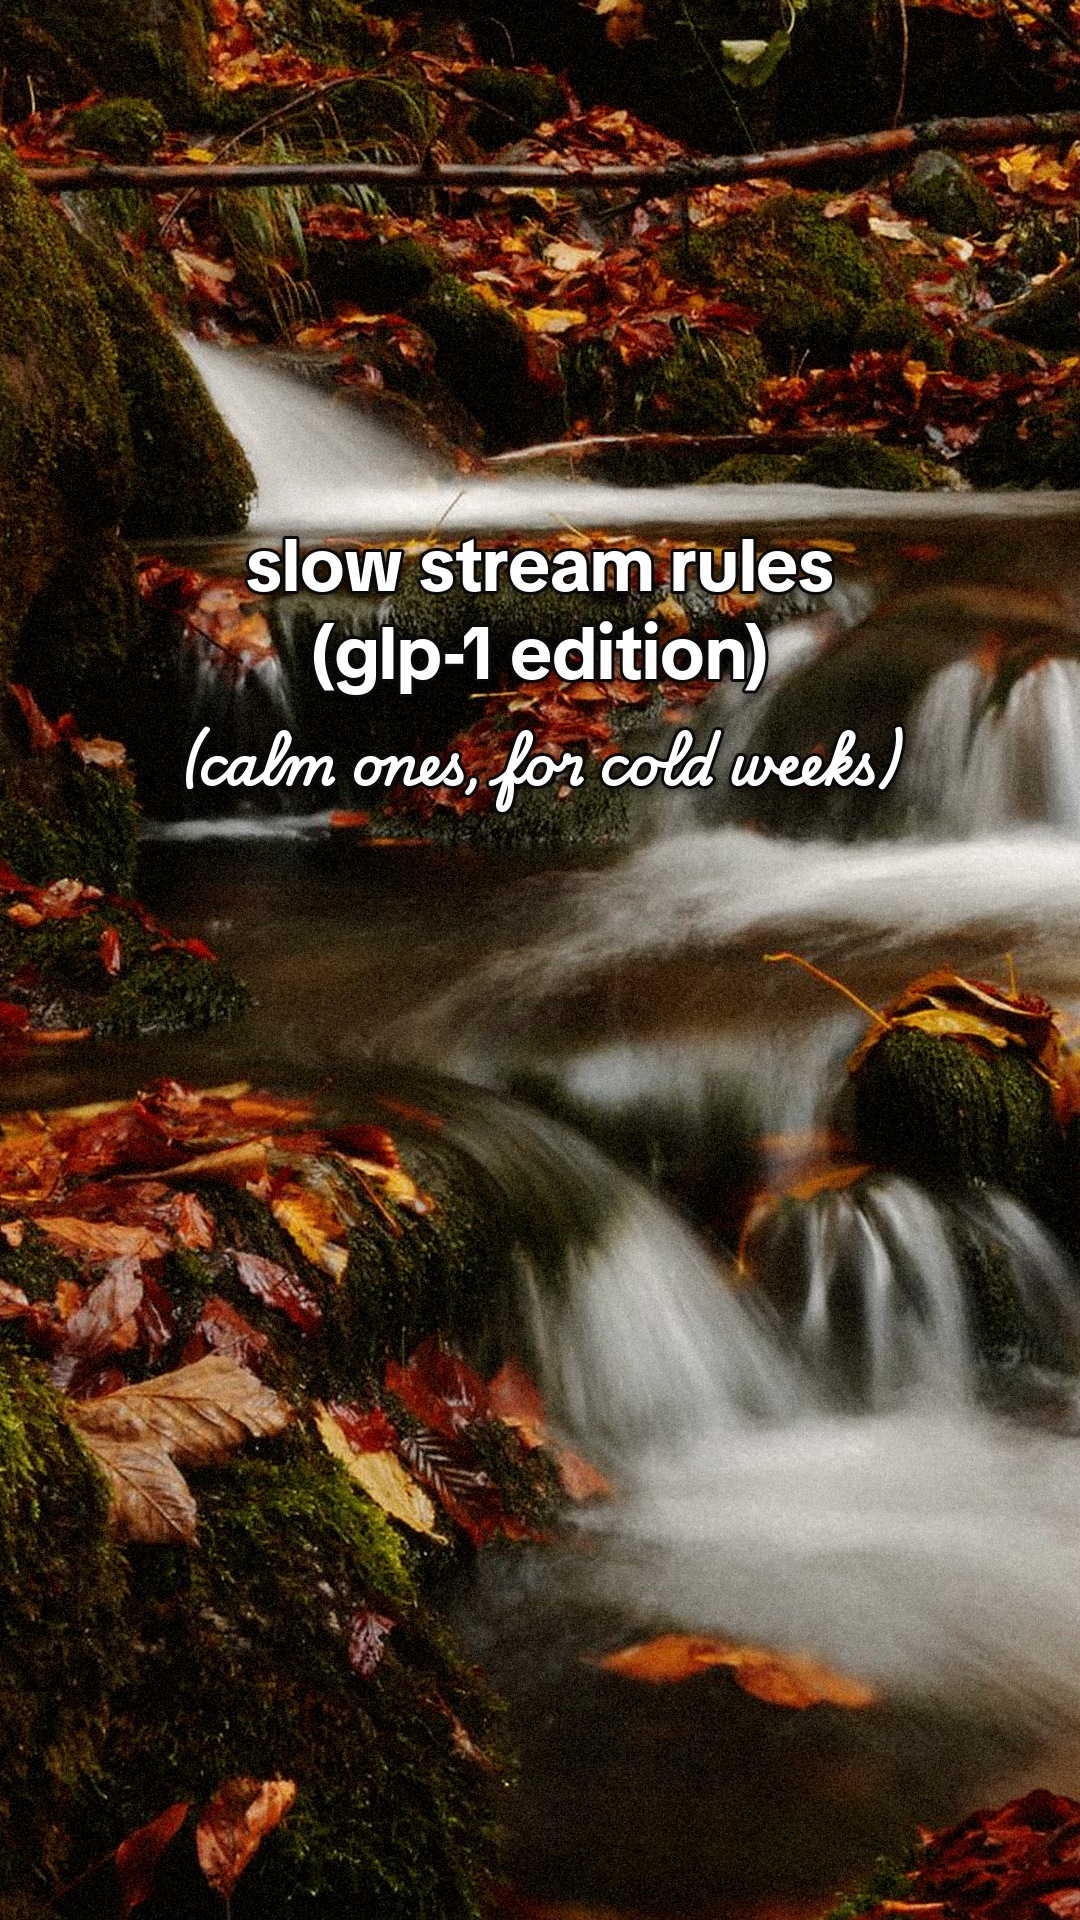 slow stream rules
(glp-1 edition)
(calm ones, for cold weeks)